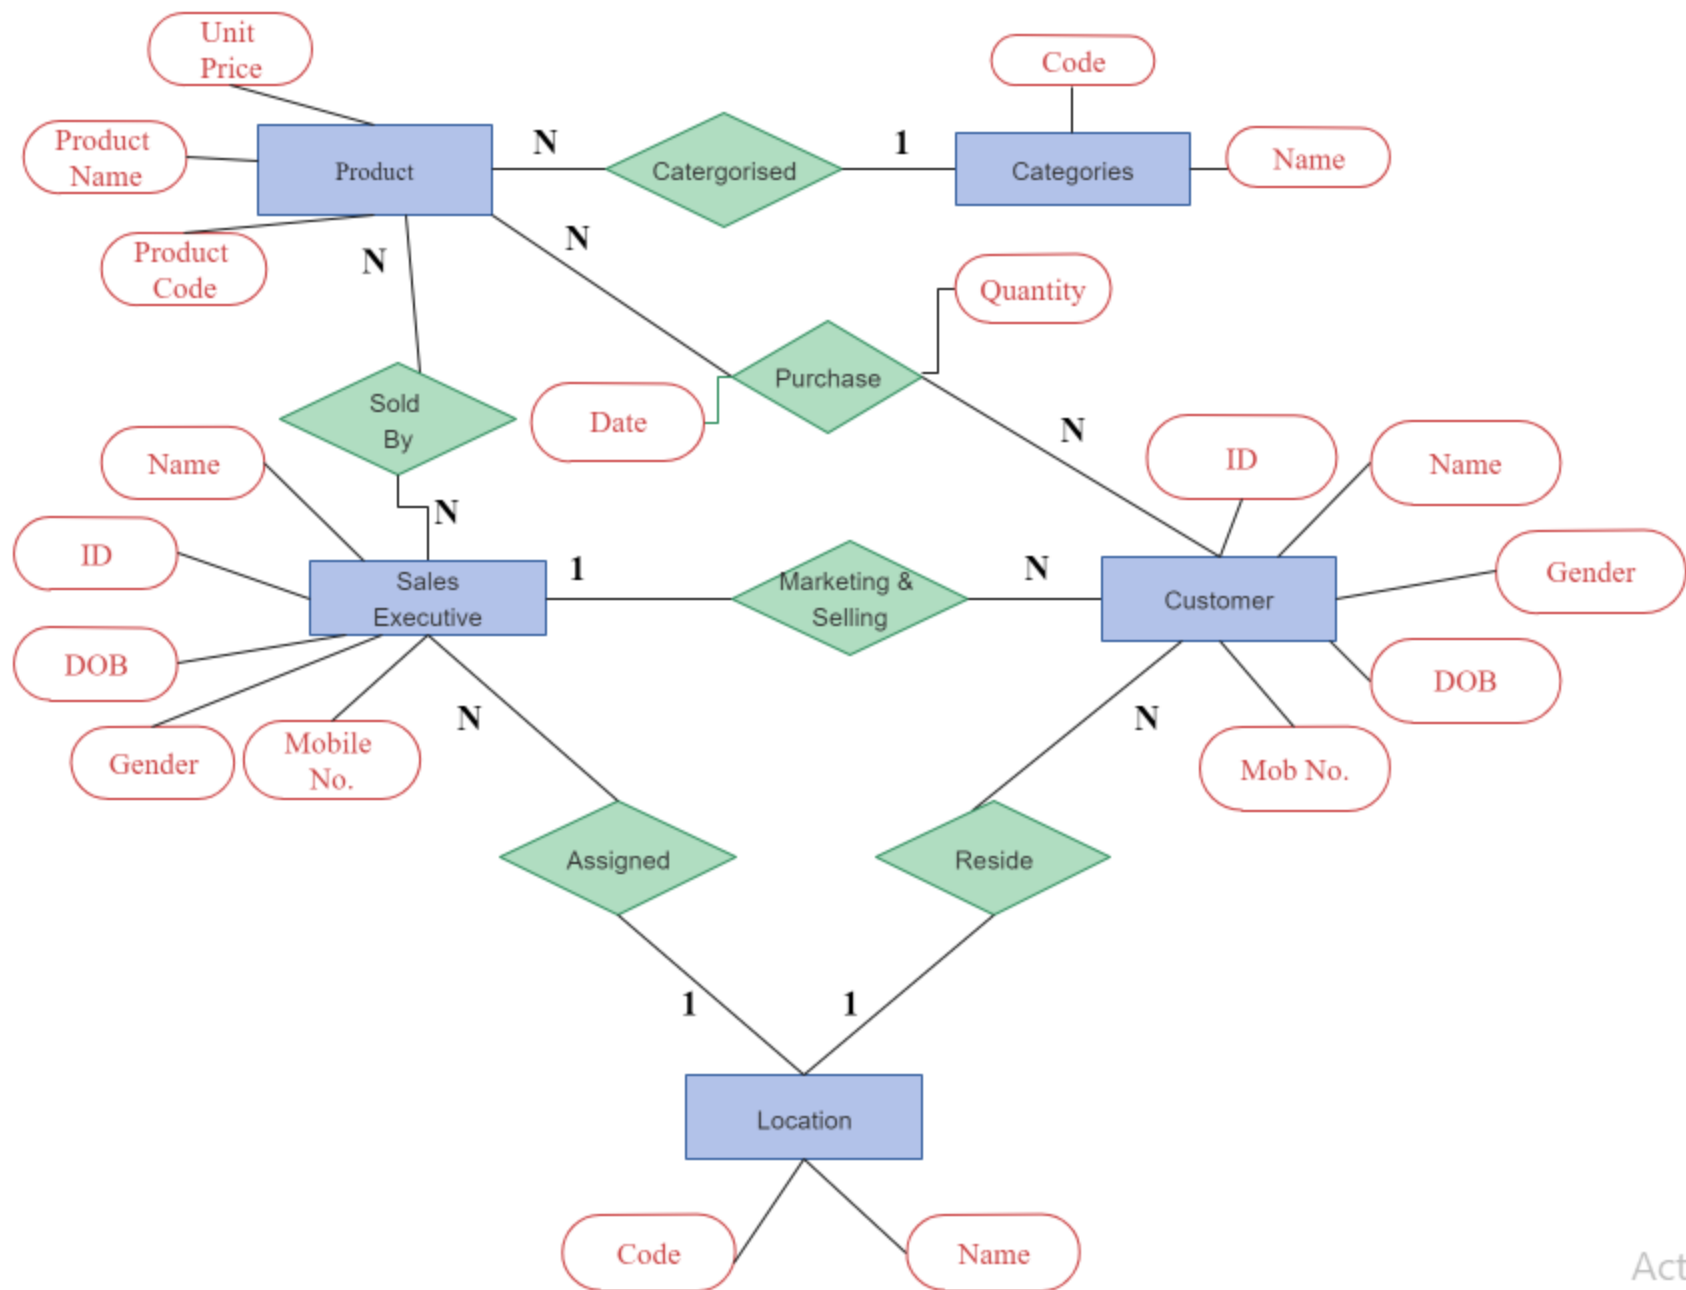 Unit
Price
Code
Product
Name
N
1
Product
Catergorised
Categories
Name
Product
Code
N
N
Quantity
Purchase
Date
Sold
By
N
Name
ID
Name
N
ID
1
N
Sales
Executive
Marketing &
Selling
Customer
Gender
DOB
DOB
N
N
Gender
Mobile
No.
Mob No.
Assigned
Reside
1
1
Location
Code
Name
Act